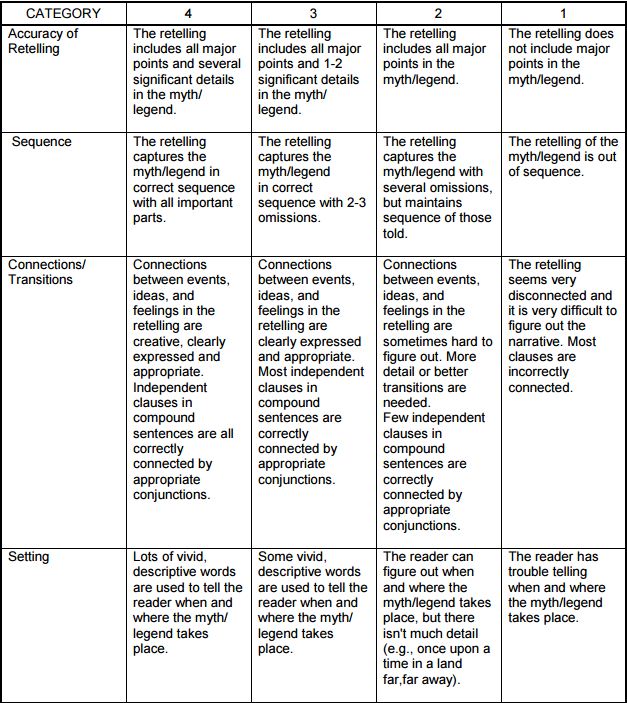 CATEGORY 4 3 2 1
Accuracy of
Retelling
The retelling
includes all major
points and several
significant details
in the myth/
legend.
The retelling
includes all major
points and 1-2
significant details
in the myth/
legend.
The retelling
includes all major
points in the
myth/legend.
The retelling does
not include major
points in the
myth/legend.
Sequence
The retelling
captures the
myth/legend in
correct sequence
with all important
parts.
The retelling
captures the
myth/legend
in correct
sequence with 2-3
omissions.
The retelling
captures the
myth/legend with
several omissions,
but maintains
sequence of those
told.
The retelling of the
myth/legend is out
of sequence.
Connections/
Transitions
Connections
between events,
ideas, and
feelings in the
retelling are
creative, clearly
expressed and
appropriate.
Independent
clauses in
compound
sentences are all
correctly
connected by
appropriate
conjunctions.
Connections
between events,
ideas, and
feelings in the
retelling are
clearly expressed
and appropriate.
Most independent
clauses in
compound
sentences are
correctly
connected by
appropriate
conjunctions.
Connections
between events,
ideas, and
feelings in the
retelling are
sometimes hard to
figure out. More
detail or better
transitions are
needed.
Few independent
clauses in
compound
sentences are
correctly
connected by
appropriate
conjunctions.
The retelling
seems very
disconnected and
it is very difficult to
figure out the
narrative. Most
clauses are
incorrectly
connected.
Setting
Lots of vivid,
descriptive words
are used to tell the
reader when and
where the myth/
legend takes
place.
Some vivid,
descriptive words
are used to tell the
reader when and
where the myth/
legend takes
place.
The reader can
figure out when
and where the
myth/legend takes
place, but there
isn't much detail
(e.g., once upon a
time in a land
far,far away).
The reader has
trouble telling
when and where
the myth/legend
takes place.